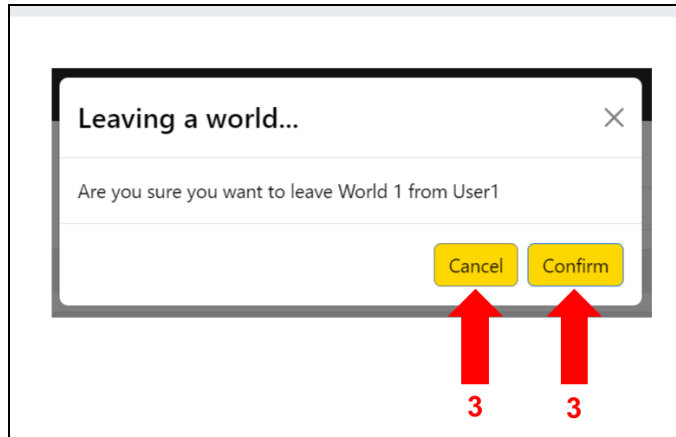 Leaving a world...
Are you sure you want to leave World 1 from User1
Cancel Confirm
3 3